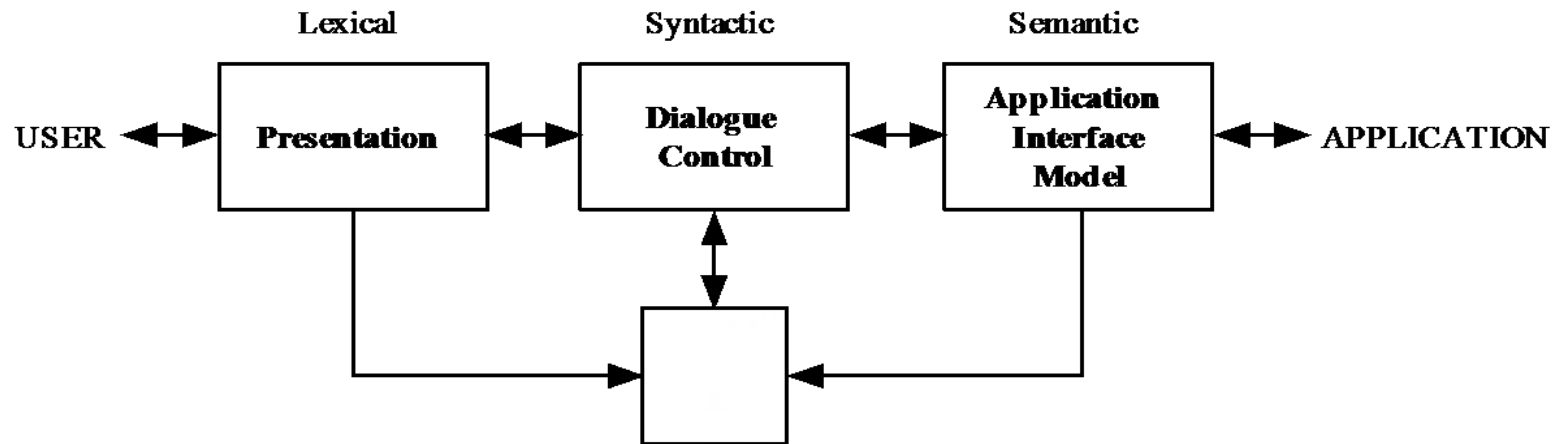 Lexical
Syntactic
Semantic
USER
Presentation
Dialogue
Control
Application
Interface
Model
APPLICATION